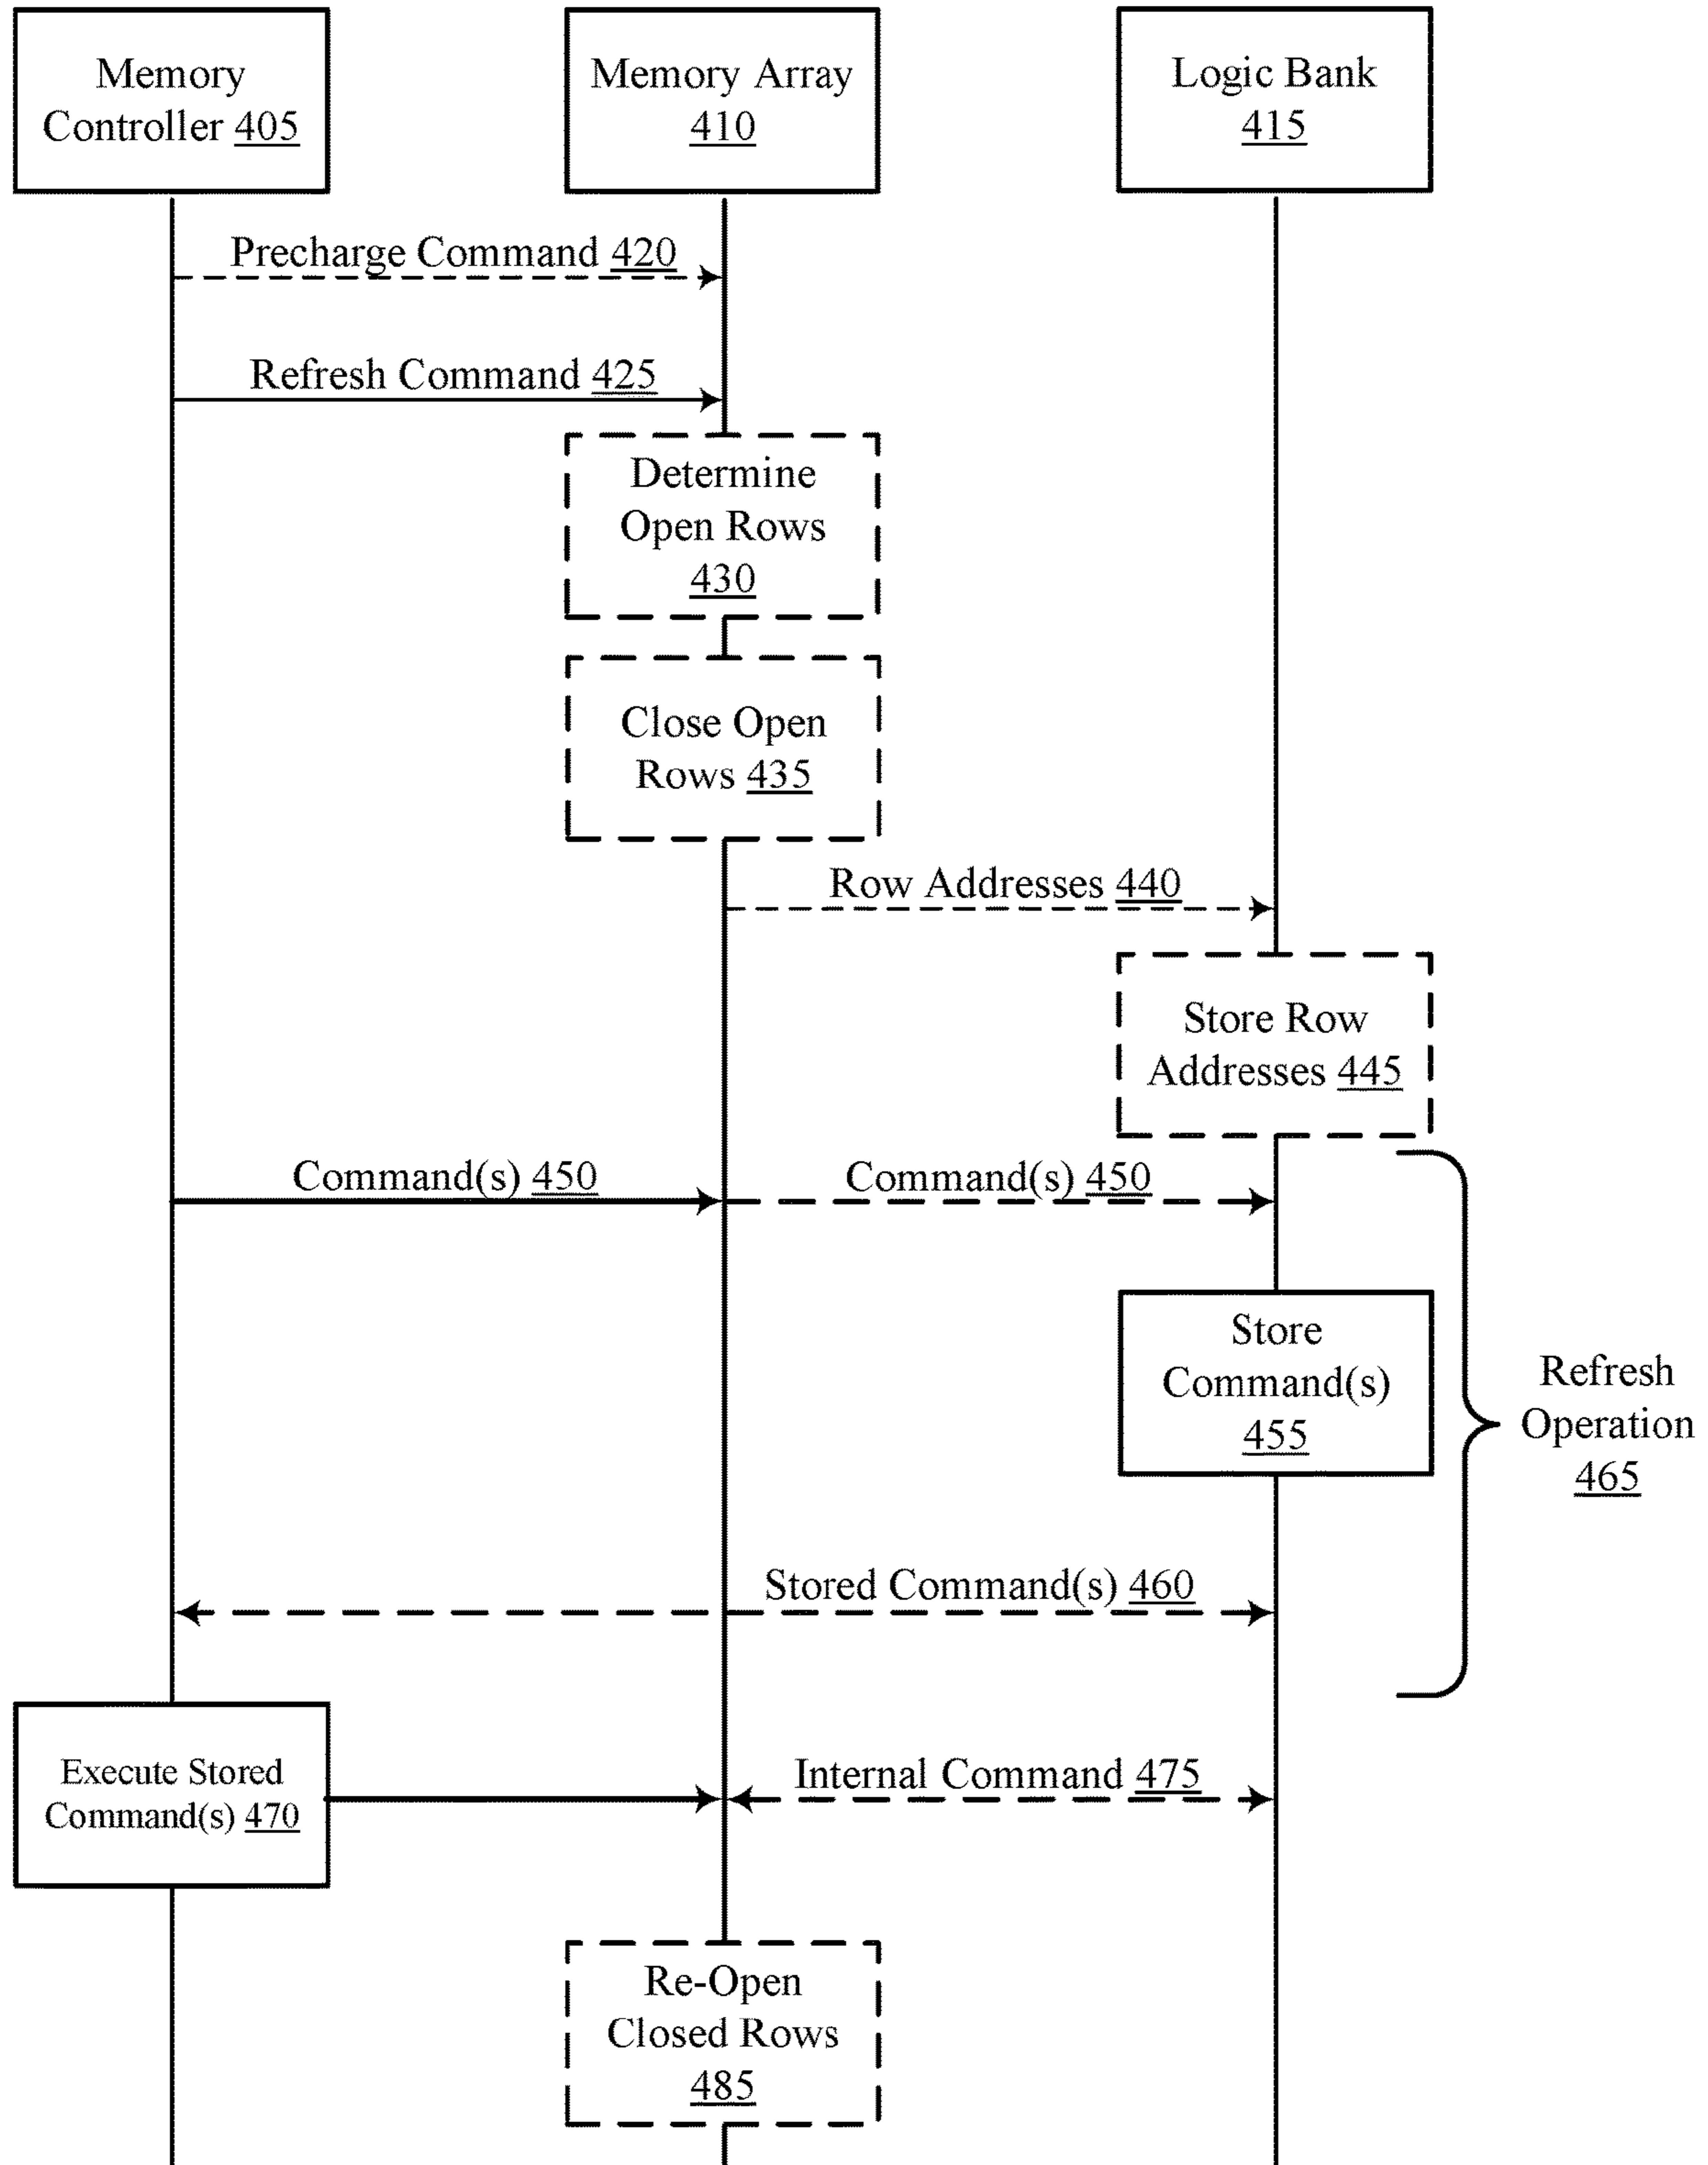 Memory
Controller 405
Memory Array
410
Logic Bank
415
Precharge Command 420
Refresh Command 425
Determine
Open Rows
430
Close Open
Rows 435
Row Addresses 440
Store Row
Addresses 445
Command(s) 450
Command(s) 450
Store
Command(s)
455
Refresh
Operation
465
Stored Command(s) 460
Execute Stored
Command(s) 470
Internal Command 475
Re-Open
Closed Rows
485